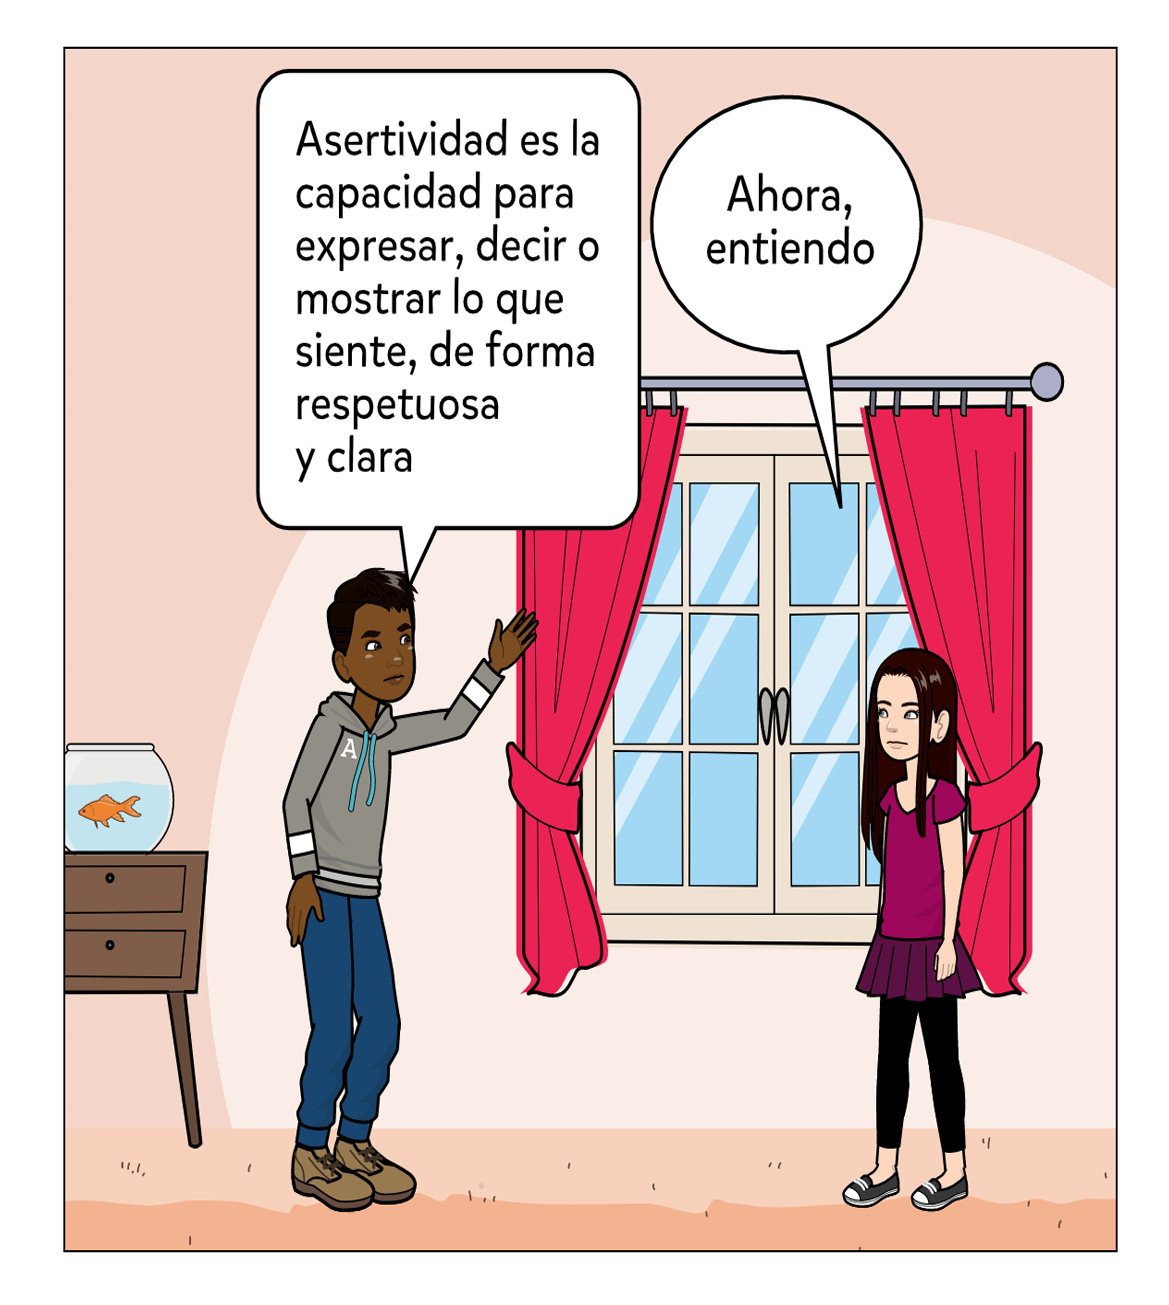 Asertividad es la
capacidad para
expresar, decir o
mostrar lo que
siente, de forma
respetuosa
y clara
Ahora,
entiendo
A